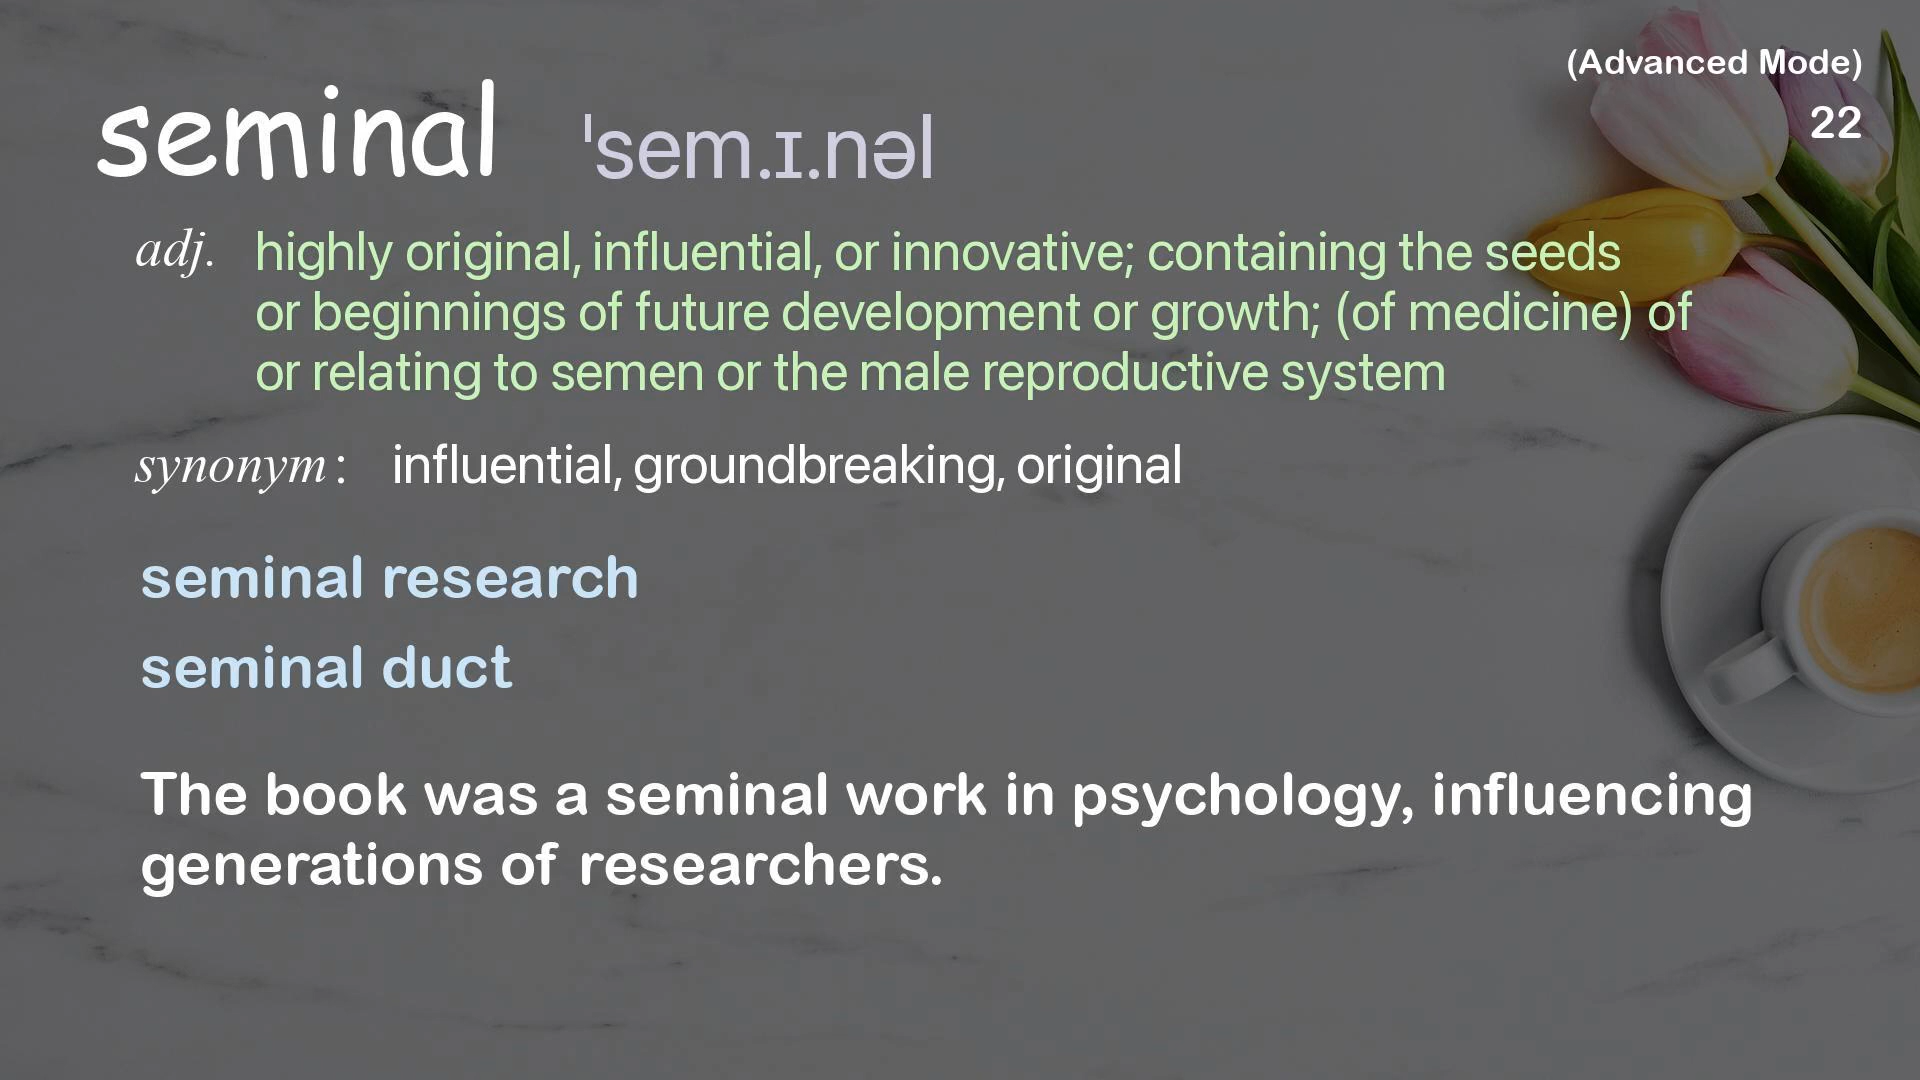 (Advanced Mode)
22
seminal ˈsem.ɪ.nəl
adj. highly original, influential, or innovative; containing the seeds
or beginnings of future development or growth; (of medicine) of
or relating to semen or the male reproductive system
synonym : influential, groundbreaking, original
seminal research
seminal duct
The book was a seminal work in psychology, influencing
generations of researchers.